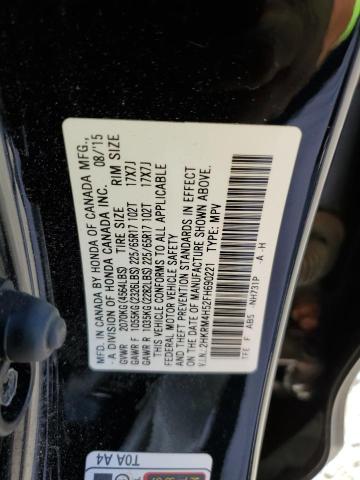 MFD. IN CANADA BY HONDA OF CANADA MFG.,
- A DIVISION OF HONDA CANADA INC. 08/'15
GVWR 2070KG(4564LBS) TIRE SIZE RIM SIZE
GAWR F 1055KG(2326LBS) 225/65R17 102T 17X7J
GAWR R 1035KG(2282LBS) 225/65R17 102T 17X7J
THIS VEHICLE CONFORMS TO ALL APPLICABLE
FEDERAL MOTOR VEHICLE SAFETY
AND THEFT PREVENTION STANDARDS IN EFFECT
ON THE DATE OF MANUFACTURE SHOWN ABOVE.
V.I.N.: 2HKRM4H52FH690221 TYPE: MPV
F AB5 NH731P A -H
T0A A4